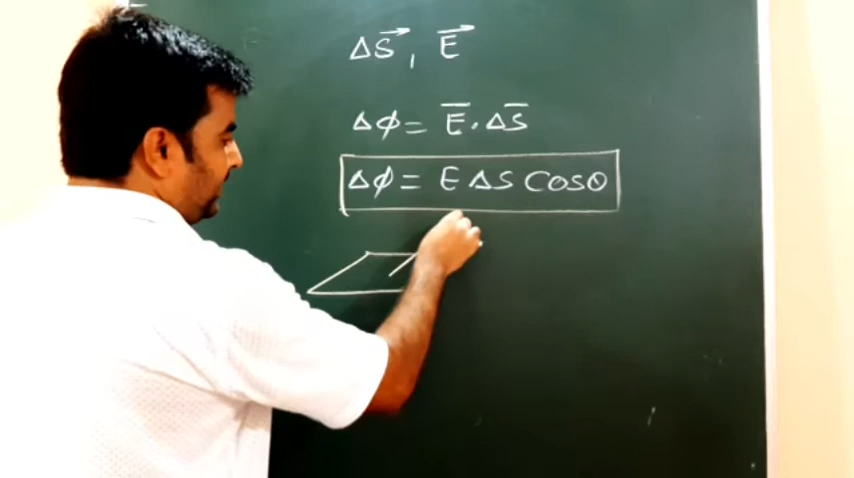 ΔS⃗, E⃗
Δϕ = E̅ . ΔS̅
Δϕ = E ΔS Cosθ